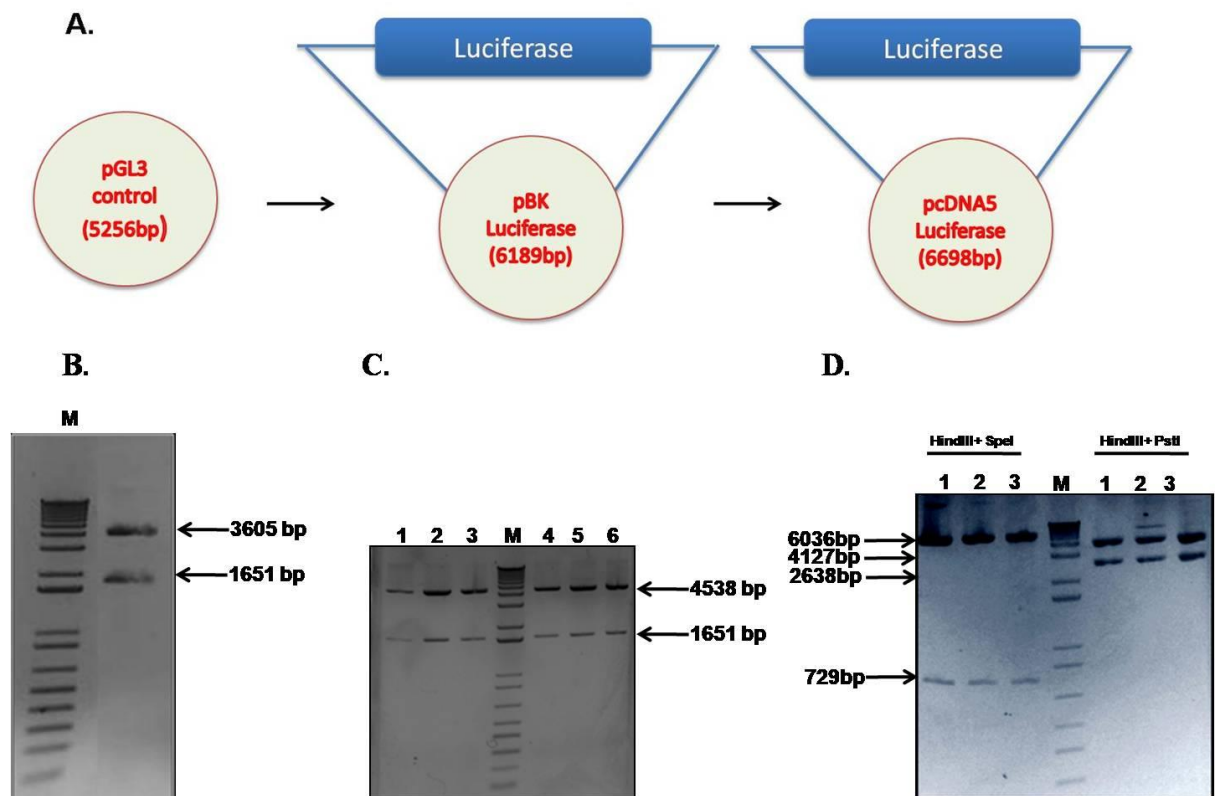 A.
Luciferase
Luciferase
pGL3
control
(5256bp)
pBK
Luciferase
(6189bp)
pcDNA5
Luciferase
(6698bp)
B.
C.
D.
M
3605 bp
1651 bp
1 2 3 M 4 5 6
4538 bp
1651 bp
HindIII+ SpeI
HindIII+ PstI
1 2 3 M 1 2 3
6036bp
4127bp
2638bp
729bp